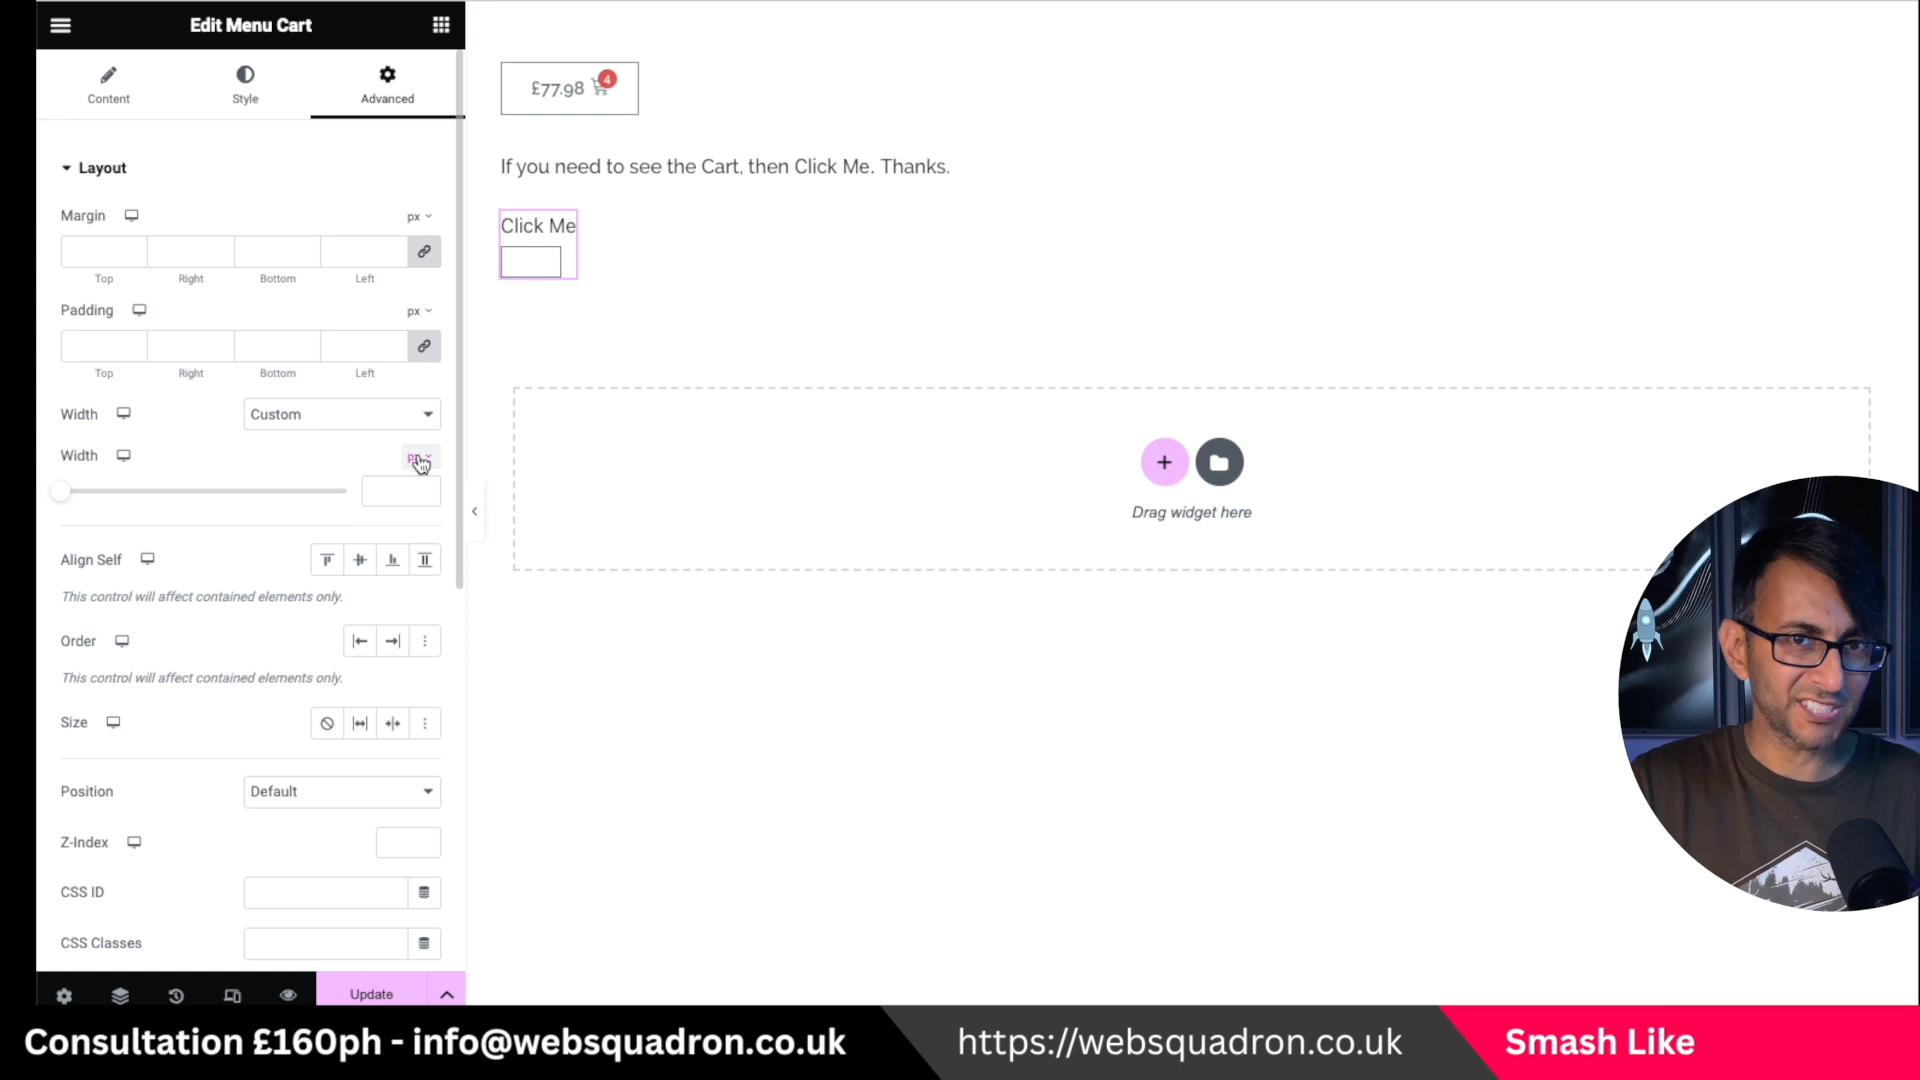 Edit Menu Cart
Content
Style
Advanced
Layout
Margin
px
Top
Right
Bottom
Left
Padding
px
Top
Right
Bottom
Left
Width
Custom
Width
px
Align Self
This control will affect contained elements only.
Order
This control will affect contained elements only.
Size
Position
Default
Z-Index
CSS ID
CSS Classes
Update
£77.98
4
If you need to see the Cart, then Click Me. Thanks.
Click Me
Drag widget here
Consultation £160ph - info@websquadron.co.uk
https://websquadron.co.uk
Smash Like